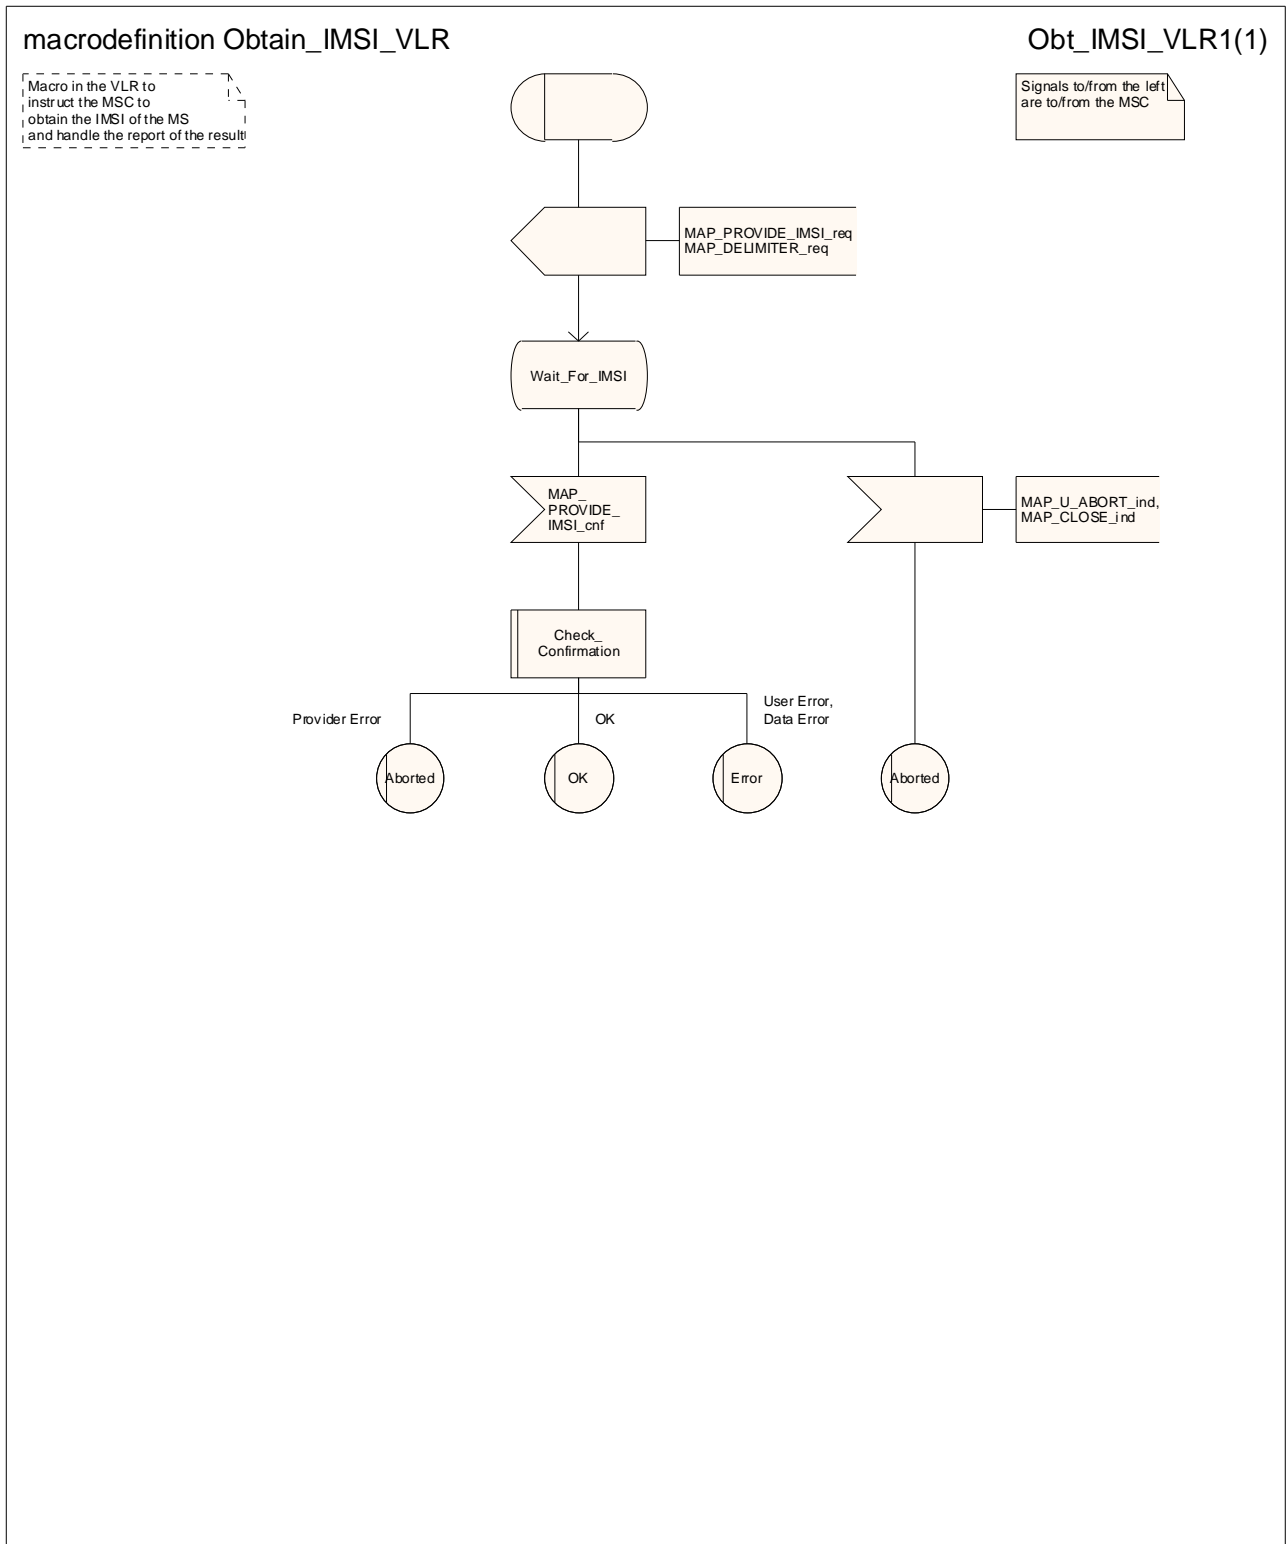 macrodefinition Obtain_IMSI_VLR
Obt_IMSI_VLR1(1)
Macro in the VLR to
instruct the MSC to
obtain the IMSI of the MS
and handle the report of the result
Signals to/from the left
are to/from the MSC
MAP_PROVIDE_IMSI_req
MAP_DELIMITER_req
Wait_For_IMSI
MAP_
PROVIDE_
IMSI_cnf
MAP_U_ABORT_ind,
MAP_CLOSE_ind
Check_
Confirmation
Provider Error
OK
User Error,
Data Error
Aborted
OK
Error
Aborted